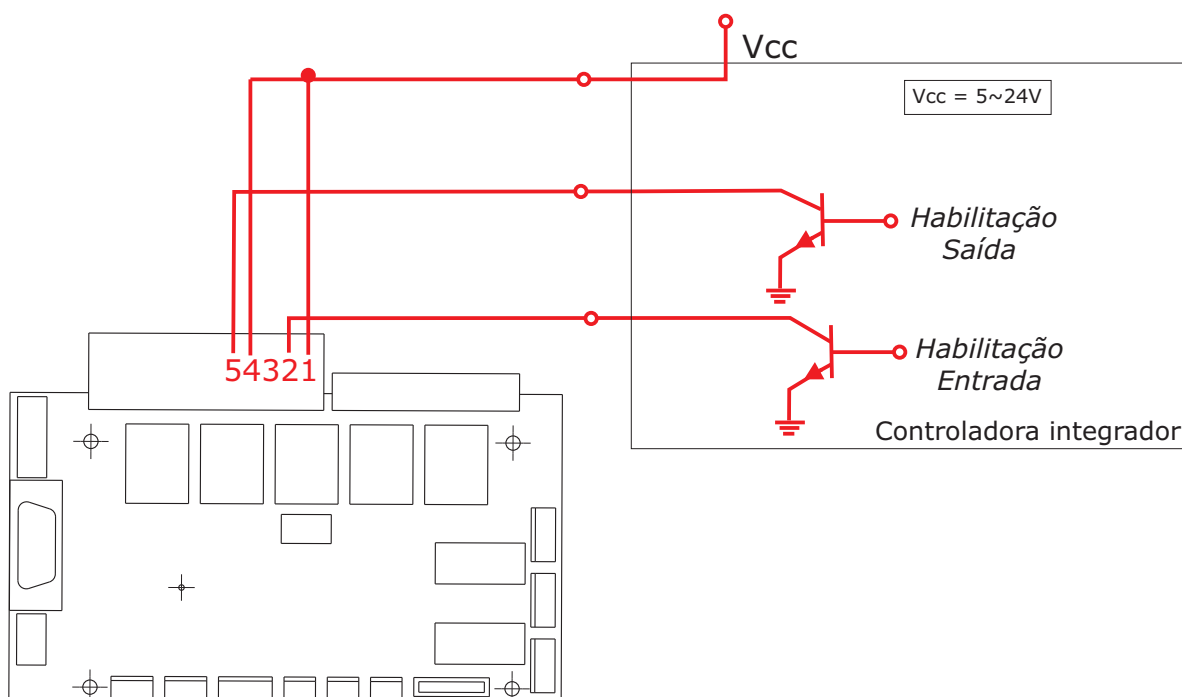 Vcc
Vcc = 5~24V
Habilitação
Saída
Habilitação
Entrada
54321
Controladora integrador